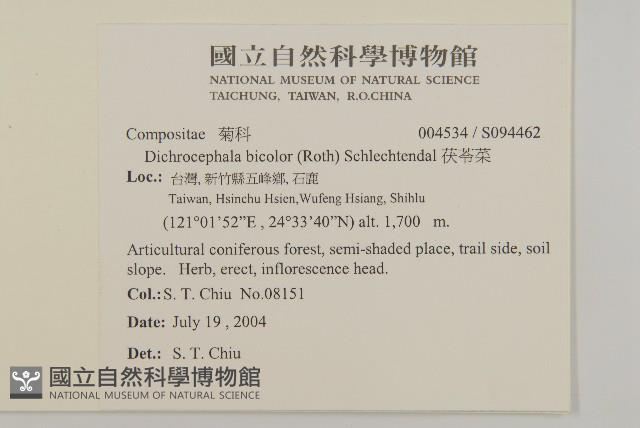 國立自然科學博物館
NATIONAL MUSEUM OF NATURAL SCIENCE
TAICHUNG, TAIWAN, R.O.CHINA
Compositae 菊科 004534 / S094462
Dichrocephala bicolor (Roth) Schlechtendal 茯苓菜
Loc.: 台灣, 新竹縣五峰鄉, 石鹿
Taiwan, Hsinchu Hsien,Wufeng Hsiang, Shihlu
(121°01'52”E , 24°33'40”N) alt. 1,700 m.
Articultural coniferous forest, semi-shaded place, trail side, soil
slope. Herb, erect, inflorescence head.
Col.: S. T. Chiu No.08151
Date: July 19 , 2004
Det.: S. T. Chiu
國立自然科學博物館
NATIONAL MUSEUM OF NATURAL SCIENCE